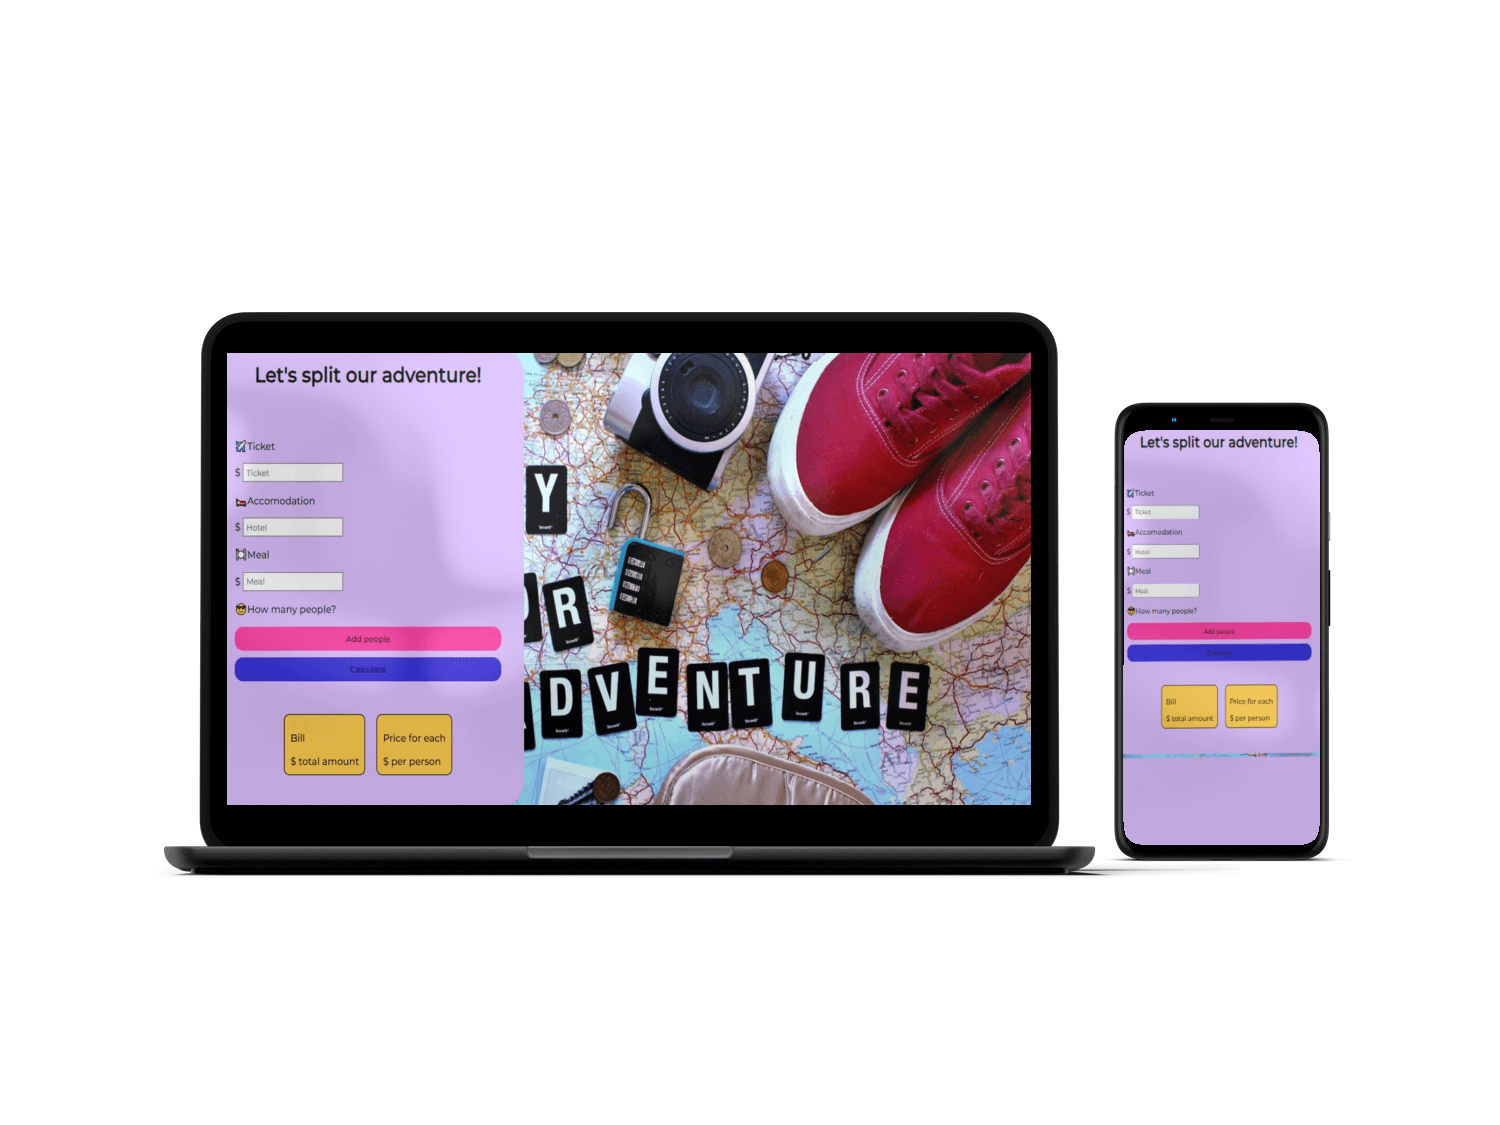 Let's split our adventure!
Ticket
$ Ticket
Accomodation
$ Hotel
Meal
$ Meal
How many people?
Add people
Calculate
Bill
$ total amount
Price for each
$ per person
Y
R
DVENTURE
Let's split our adventure!
Ticket
$ Ticket
Accomodation
$ Hotel
Meal
$ Meal
How many people?
Add people
Calculate
Bill
$ total amount
Price for each
$ per person